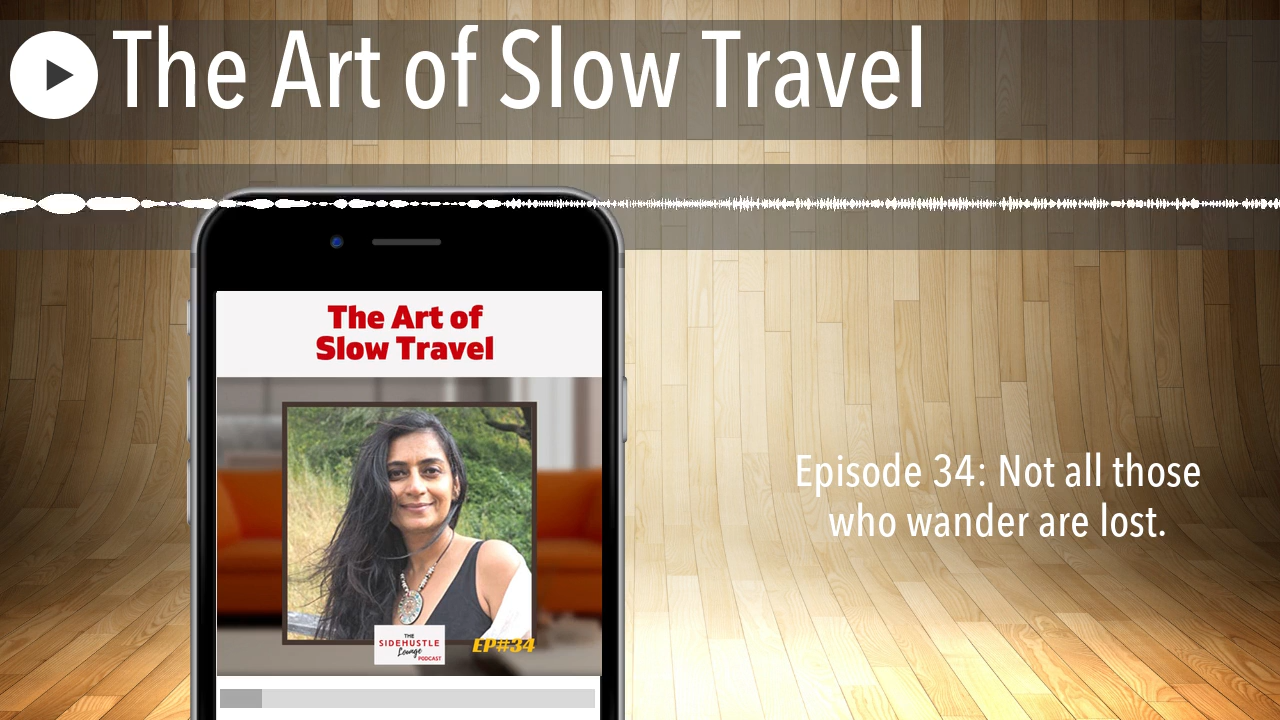 The Art of Slow Travel
The Art of
Slow Travel
Episode 34: Not all those
who wander are lost.
THE
SIDEHUSTLE
Lounge
PODCAST
EP#34